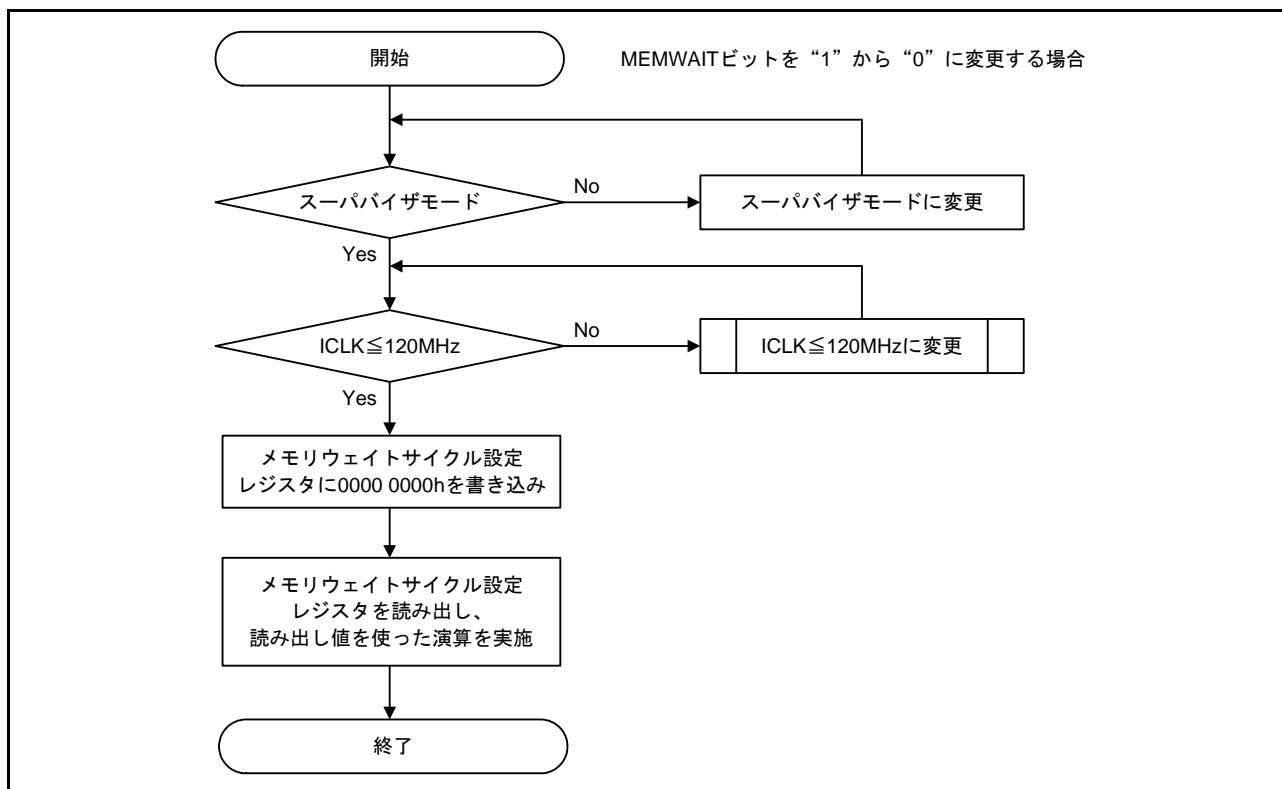 開始
MEMWAITビットを“1”から“0”に変更する場合
スーパバイザモード
No
スーパバイザモードに変更
Yes
ICLK≦120MHz
No
ICLK≦120MHzに変更
Yes
メモリウェイトサイクル設定
レジスタに0000 0000hを書き込み
メモリウェイトサイクル設定
レジスタを読み出し、
読み出し値を使った演算を実施
終了